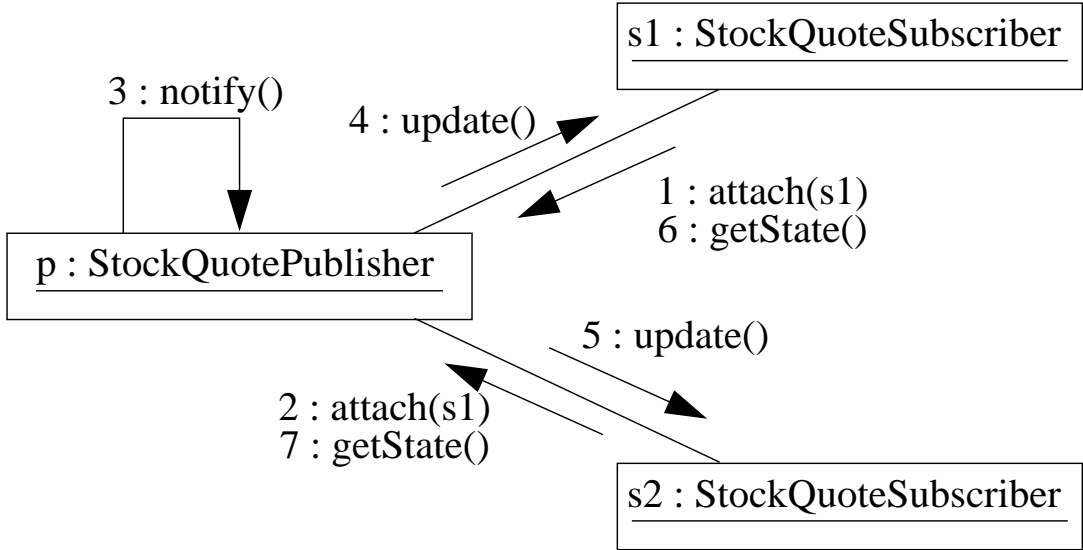 s1 : StockQuoteSubscriber
3 : notify()
4 : update()
1 : attach(s1)
6 : getState()
p : StockQuotePublisher
5 : update()
2 : attach(s1)
7 : getState()
s2 : StockQuoteSubscriber